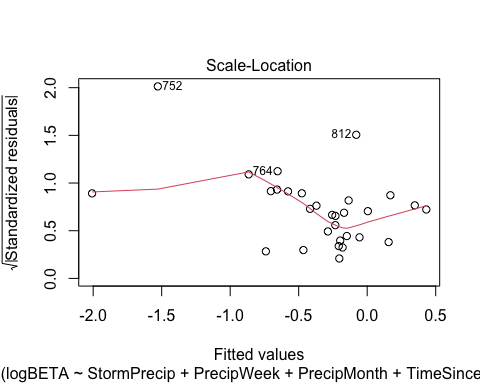 Scale-Location
√|Standardized residuals|
2.0
1.5
1.0
0.5
0.0
752
812
764
-2.0 -1.5 -1.0 -0.5 0.0 0.5
Fitted values
(logBETA ~ StormPrecip + PrecipWeek + PrecipMonth + TimeSince